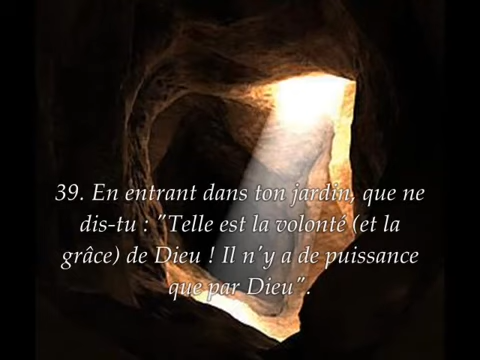 39. En entrant dans ton jardin, que ne
dis-tu : "Telle est la volonté (et la
grâce) de Dieu ! Il n'y a de puissance
que par Dieu".